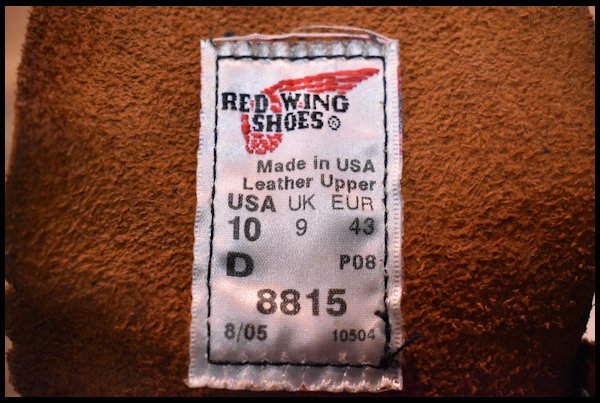 RED WING
SHOES®
Made in USA
Leather Upper
USA UK EUR
10 9 43
D P08
8815
8/05 10504